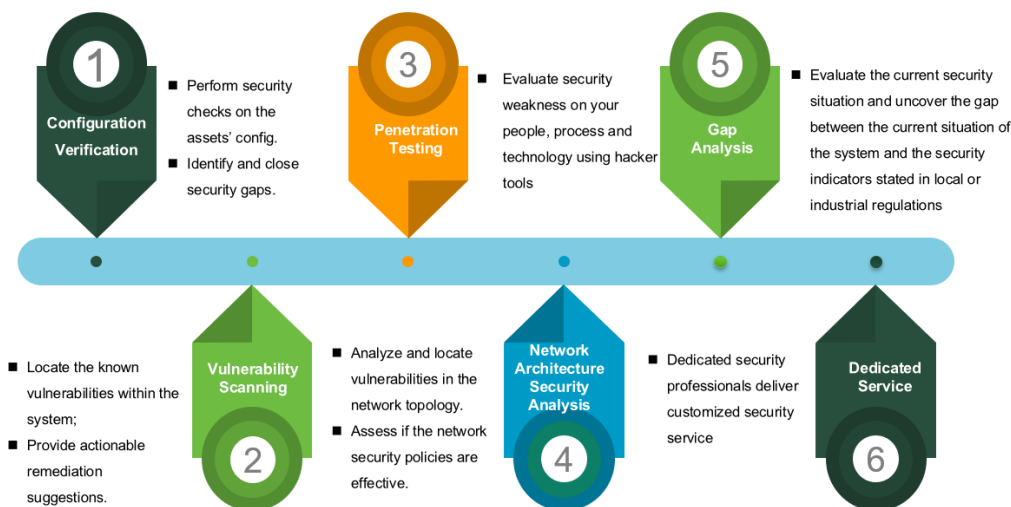 1
Configuration
Verification
■ Perform security
checks on the
assets' config.
■ Identify and close
security gaps.
3
Penetration
Testing
■ Evaluate security
weakness on your
people, process and
technology using hacker
tools
5
Gap
Analysis
■ Evaluate the current security
situation and uncover the gap
between the current situation of
the system and the security
indicators stated in local or
industrial regulations
■ Locate the known
vulnerabilities within the
system;
■ Provide actionable
remediation
suggestions.
Vulnerability
Scanning
2
■ Analyze and locate
vulnerabilities in the
network topology.
■ Assess if the network
security policies are
effective.
Network
Architecture
Security
Analysis
4
■ Dedicated security
professionals deliver
customized security
service
Dedicated
Service
6